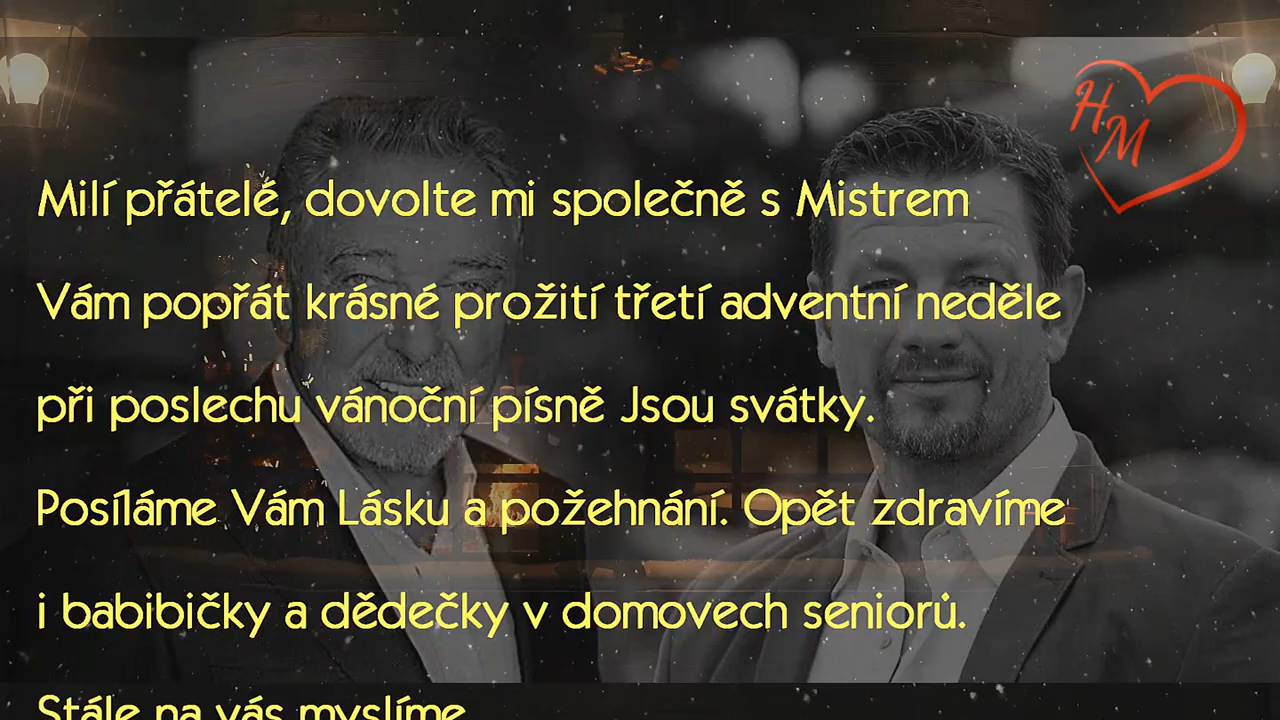 H
M
Milí přátelé, dovolte mi společně s Mistrem
Vám popřát krásné prožití třetí adventní neděle
při poslechu vánoční písně Jsou svátky.
Posíláme Vám Lásku a požehnání. Opět zdravíme
i babibičky a dědečky v domovech seniorů.
Stále na vás myslíme